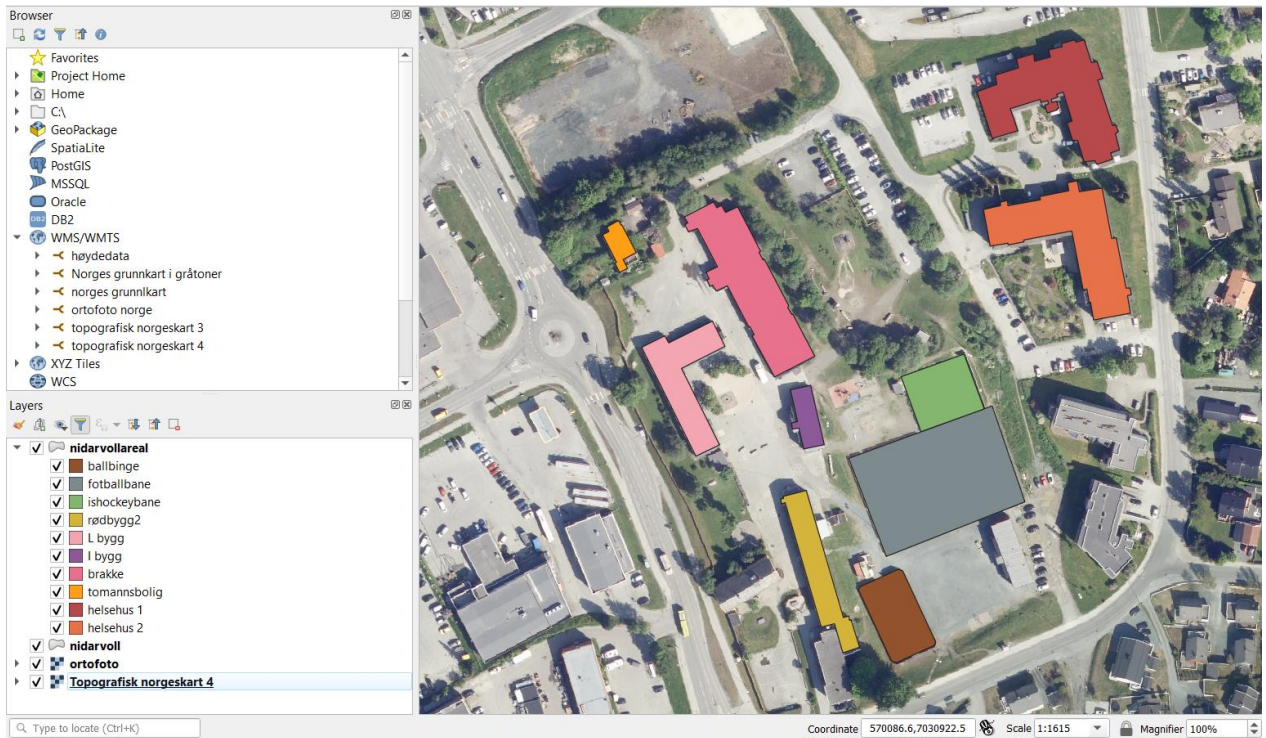 Browser
Favorites
Project Home
Home
C:\
GeoPackage
SpatiaLite
PostGIS
MSSQL
Oracle
DB2 DB2
WMS/WMTS
høydedata
Norges grunnkart i gråtoner
norges grunnlkart
ortofoto norge
topografisk norgeskart 3
topografisk norgeskart 4
XYZ Tiles
WCS
Layers
nidarvollareal
ballbinge
fotballbane
ishockeybane
rødbygg2
L bygg
I bygg
brakke
tomannsbolig
helsehus 1
helsehus 2
nidarvoll
ortofoto
Topografisk norgeskart 4
Type to locate (Ctrl+K)
Coordinate 570086.6,7030922.5 Scale 1:1615 Magnifier 100%